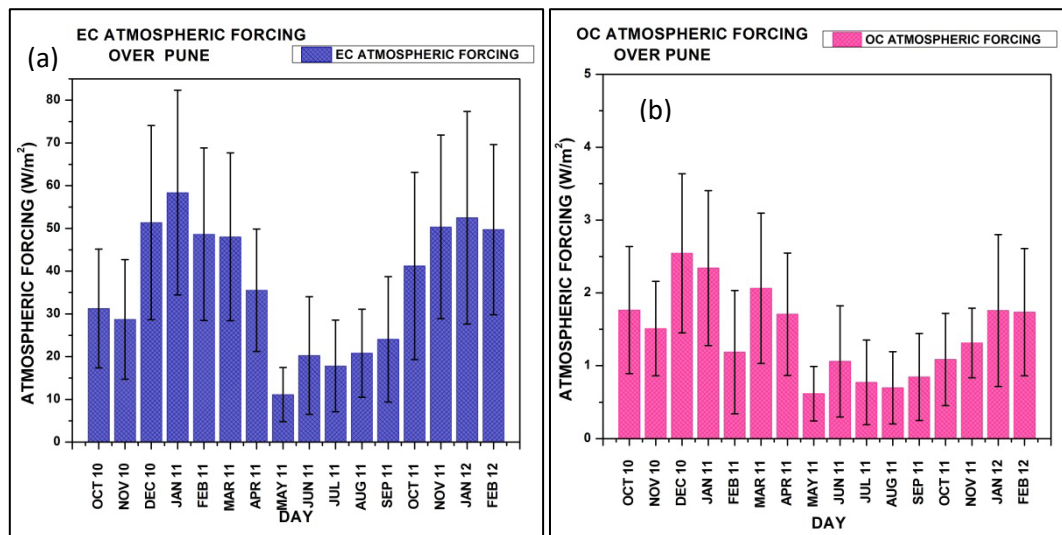 EC ATMOSPHERIC FORCING
OVER PUNE
(a)
EC ATMOSPHERIC FORCING
ATMOSPHERIC FORCING (W/m²)
80
70
60
50
40
30
20
10
0
OCT 10
NOV 10
DEC 10
JAN 11
FEB 11
MAR 11
APR 11
MAY 11
JUN 11
JUL 11
AUG 11
SEP 11
OCT 11
NOV 11
JAN 12
FEB 12
DAY
OC ATMOSPHERIC FORCING
OVER PUNE
OC ATMOSPHERIC FORCING
(b)
ATMOSPHERIC FORCING (W/m²)
5
4
3
2
1
0
OCT 10
NOV 10
DEC 10
JAN 11
FEB 11
MAR 11
APR 11
MAY 11
JUN 11
JUL 11
AUG 11
SEP 11
OCT 11
NOV 11
JAN 12
FEB 12
DAY